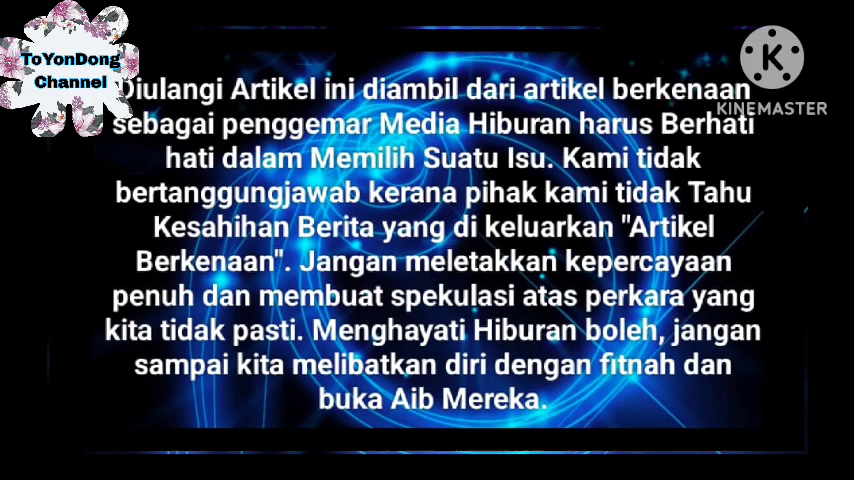 ToYonDong
Channel
KINEMASTER
Diulangi Artikel ini diambil dari artikel berkenaan
sebagai penggemar Media Hiburan harus Berhati
hati dalam Memilih Suatu Isu. Kami tidak
bertanggungjawab kerana pihak kami tidak Tahu
Kesahihan Berita yang di keluarkan "Artikel
Berkenaan". Jangan meletakkan kepercayaan
penuh dan membuat spekulasi atas perkara yang
kita tidak pasti. Menghayati Hiburan boleh, jangan
sampai kita melibatkan diri dengan fitnah dan
buka Aib Mereka.